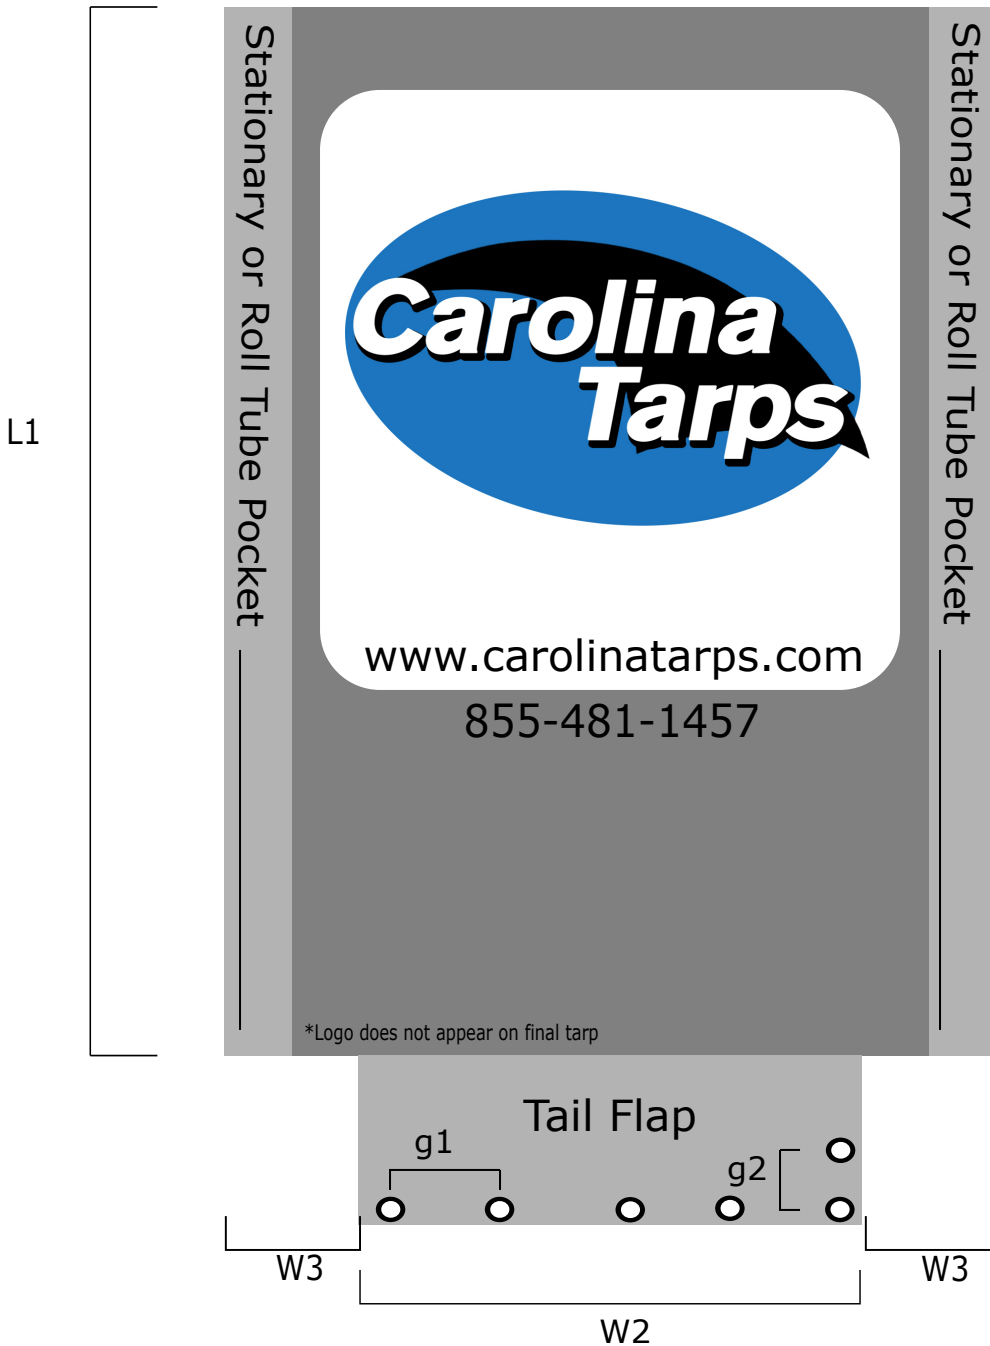 Stationary or Roll Tube Pocket
Stationary or Roll Tube Pocket
Carolina
Tarps
L1
www.carolinatarps.com
855-481-1457
*Logo does not appear on final tarp
Tail Flap
g1
g2
W3
W3
W2